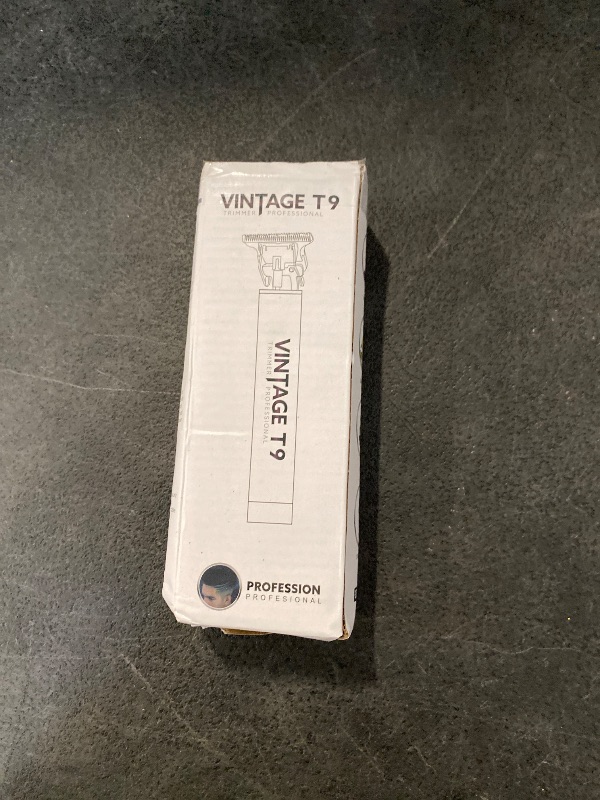 VINTAGE T9
TRIMMER PROFESSIONAL
VINTAGE T9
TRIMMER PROFESSIONAL
PROFESSION
PROFESIONAL